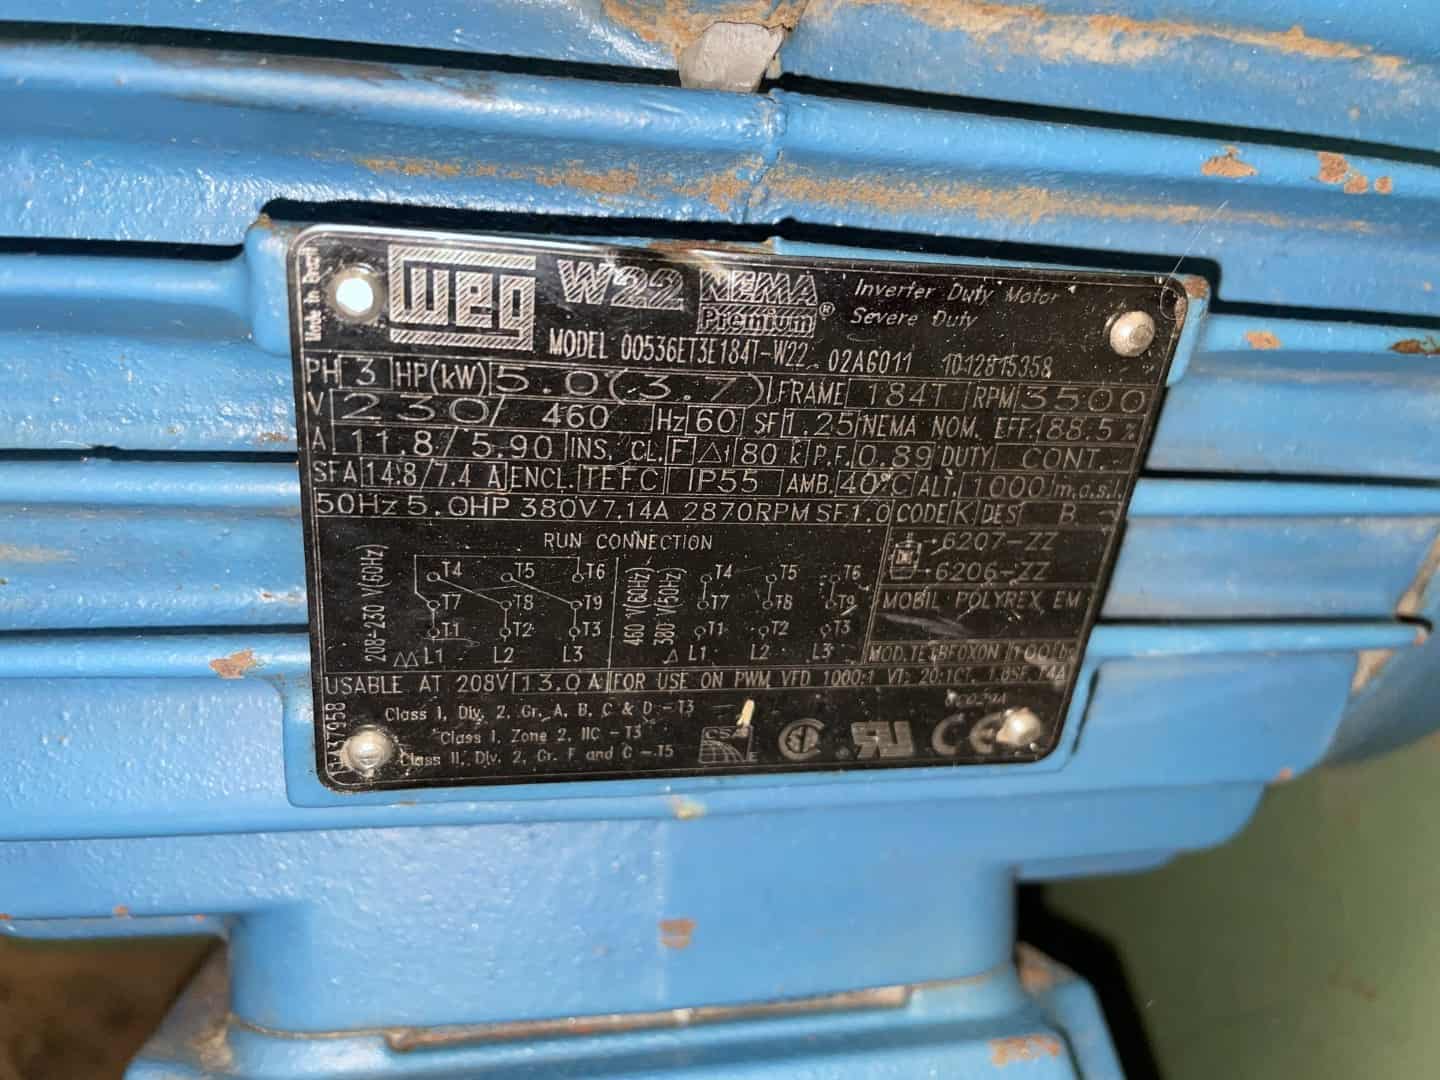 WEG W22 NEMA Premium® Inverter Duty Motor
Severe Duty
MODEL 00536ET3E184T-W22 02AG011 1012815358
PH 3 HP(kW) 5.0(3.7) FRAME 184T RPM 3500
V 230/ 460 Hz 60 SF 1.25 NEMA NOM. EFF. 88.5 %
A 11.8/5.90 INS. CL. F Δt 80 k P.F. 0.89 DUTY CONT.
SFA 14.8/7.4 A ENCL. TEFC IP55 AMB. 40°C ALT. 1000 m.a.s.l.
50Hz 5.0HP 380V 7.14A 2870RPM SF1.0 CODE K DES B
RUN CONNECTION
208-230 V(60Hz)
T4 T5 T6
T7 T8 T9
T1 T2 T3
ΔΔ L1 L2 L3
460 V(60Hz)
380 V(50Hz)
T4 T5 T6
T7 T8 T9
T1 T2 T3
Δ L1 L2 L3
6207-ZZ
6206-ZZ
MOBIL POLYREX EM
MOD.TE1BF0X0N 100 lb
USABLE AT 208V 13.0 A FOR USE ON PWM VFD 1000:1 VT, 20:1CT, 1.0SF
Class I, Div. 2, Gr. A, B, C & D -T3
Class I, Zone 2, IIC -T3
Class II, Div. 2, Gr. F and G -T5
CE